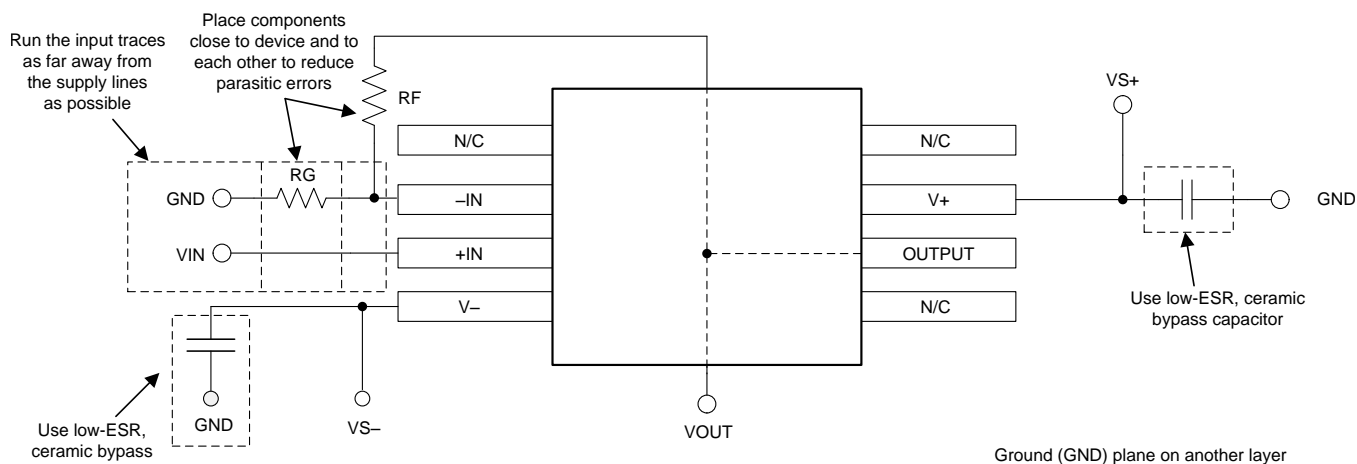 Run the input traces
as far away from
the supply lines
as possible
Place components
close to device and to
each other to reduce
parasitic errors
RF
VS+
N/C
N/C
RG
GND
–IN
V+
GND
VIN
+IN
OUTPUT
V–
N/C
Use low-ESR, ceramic
bypass capacitor
GND
VS–
VOUT
Use low-ESR,
ceramic bypass
Ground (GND) plane on another layer